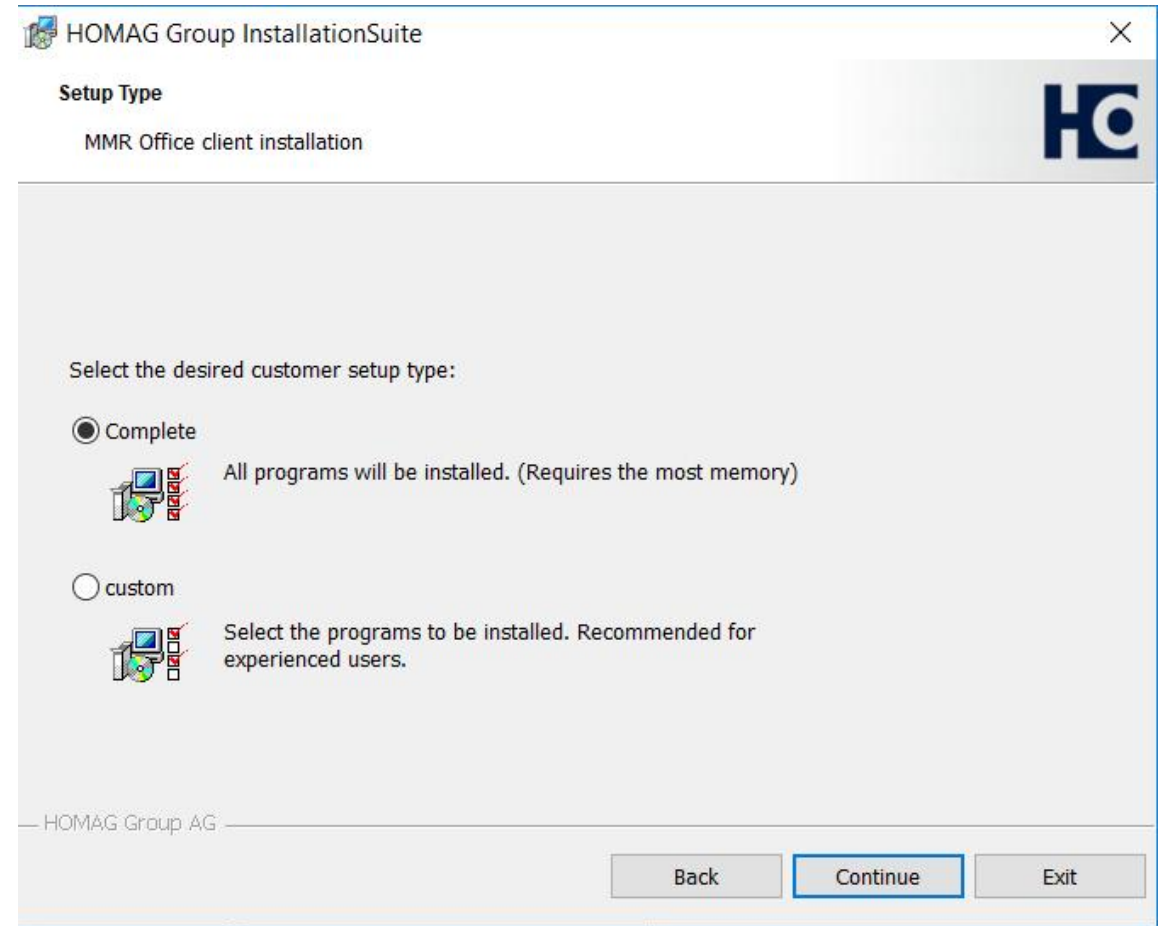 HOMAG Group InstallationSuite
Setup Type
MMR Office client installation
HO
Select the desired customer setup type:
Complete
All programs will be installed. (Requires the most memory)
custom
Select the programs to be installed. Recommended for
experienced users.
HOMAG Group AG
Back
Continue
Exit